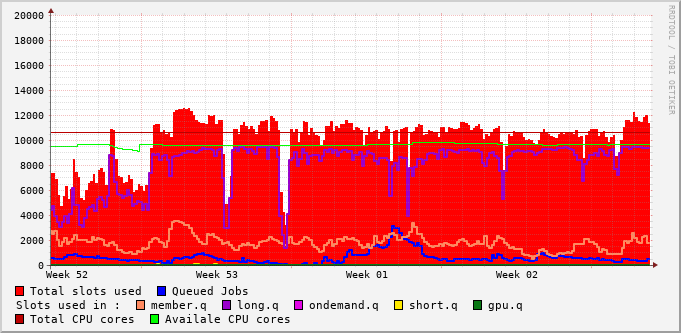 20000
18000
16000
14000
12000
10000
8000
6000
4000
2000
0
Week 52 Week 53 Week 01 Week 02
RRDTOOL / TOBI OETIKER
Total slots used Queued Jobs
Slots used in : member.q long.q ondemand.q short.q gpu.q
Total CPU cores Availale CPU cores